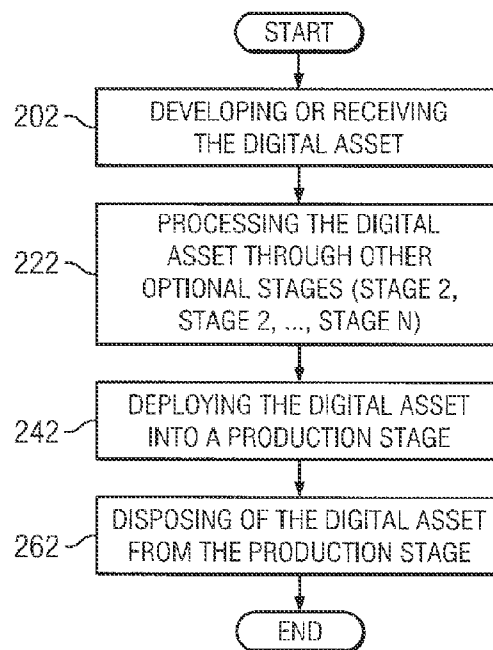 START
202
DEVELOPING OR RECEIVING
THE DIGITAL ASSET
222
PROCESSING THE DIGITAL
ASSET THROUGH OTHER
OPTIONAL STAGES (STAGE 2,
STAGE 2, ..., STAGE N)
242
DEPLOYING THE DIGITAL ASSET
INTO A PRODUCTION STAGE
262
DISPOSING OF THE DIGITAL ASSET
FROM THE PRODUCTION STAGE
END